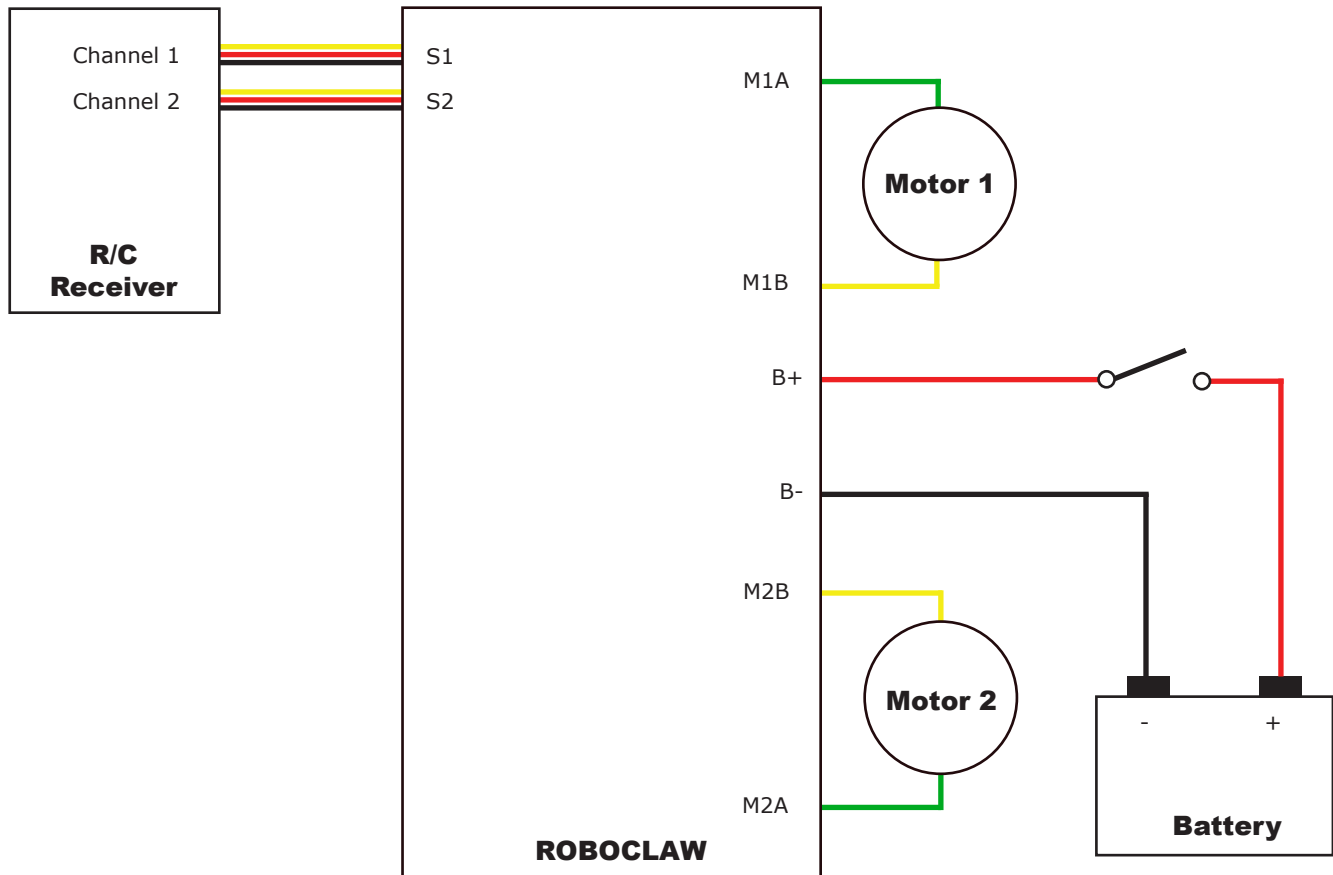 Channel 1
Channel 2
R/C
Receiver
S1
S2
M1A
M1B
B+
B-
M2B
M2A
ROBOCLAW
Motor 1
Motor 2
- +
Battery